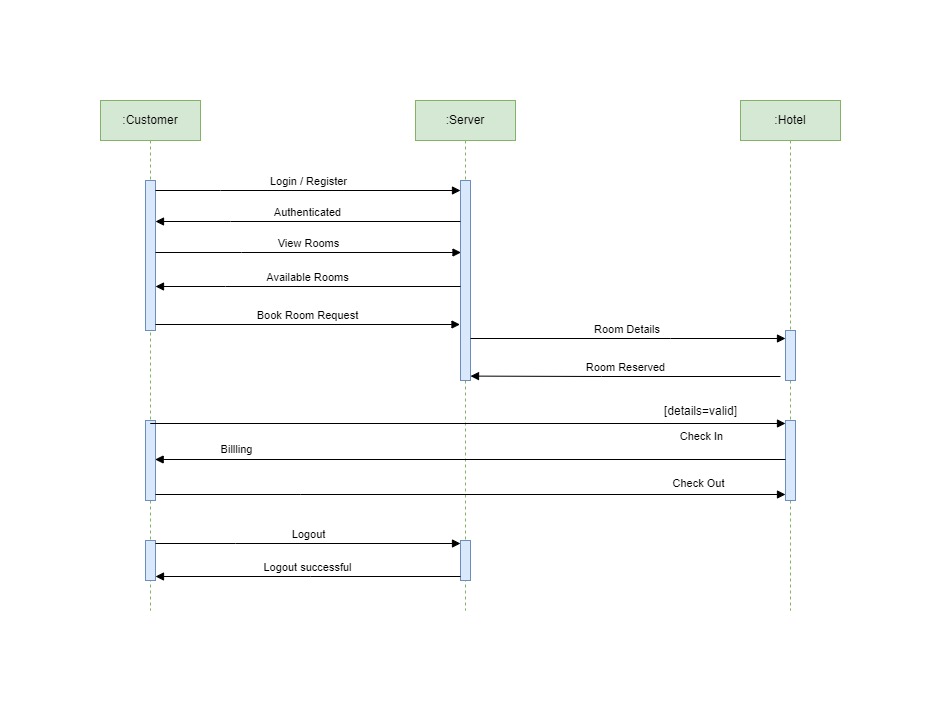 :Customer
:Server
:Hotel
Login / Register
Authenticated
View Rooms
Available Rooms
Book Room Request
Room Details
Room Reserved
[details=valid]
Check In
Billling
Check Out
Logout
Logout successful